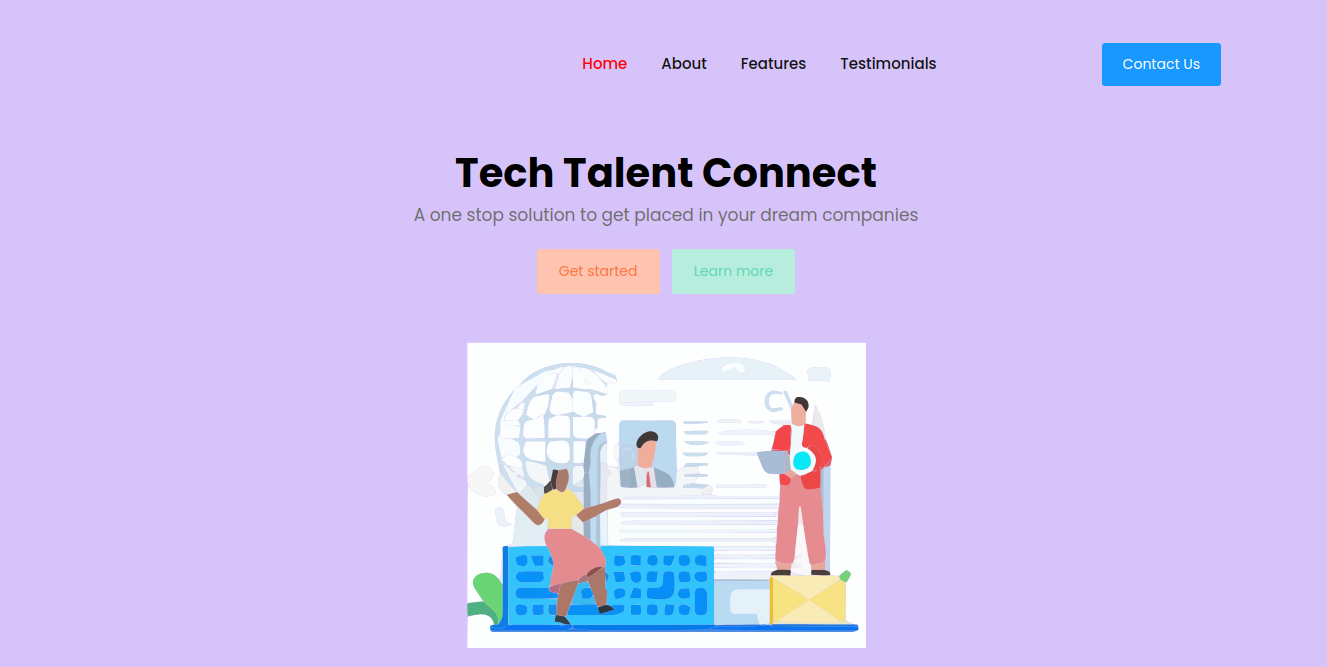 Home About Features Testimonials Contact Us
Tech Talent Connect
A one stop solution to get placed in your dream companies
Get started Learn more
CV